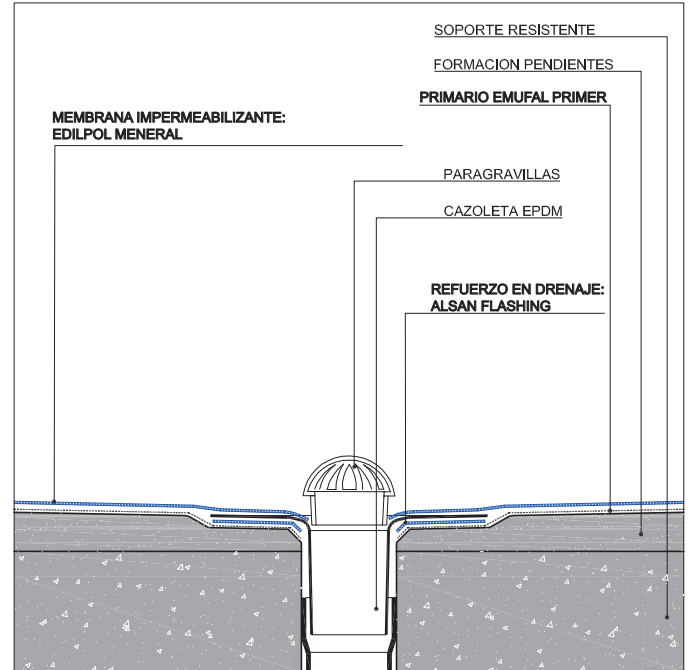 SOPORTE RESISTENTE
FORMACION PENDIENTES
PRIMARIO EMUFAL PRIMER
MEMBRANA IMPERMEABILIZANTE:
EDILPOL MENERAL
PARAGRAVILLAS
CAZOLETA EPDM
REFUERZO EN DRENAJE:
ALSAN FLASHING